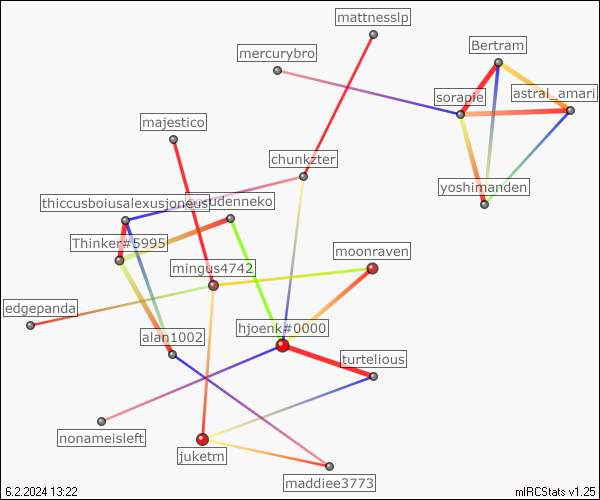 mattnesslp
Bertram
mercurybro
sorapie
astral_amari
majestico
chunkzter
yoshimanden
thiccusboiusalexusjoneus
Thinker#5995
moonraven
mingus4742
edgepanda
hjoenk#0000
alan1002
turtelious
nonameisleft
juketm
maddiee3773
6.2.2024 13:22
mIRCStats v1.25